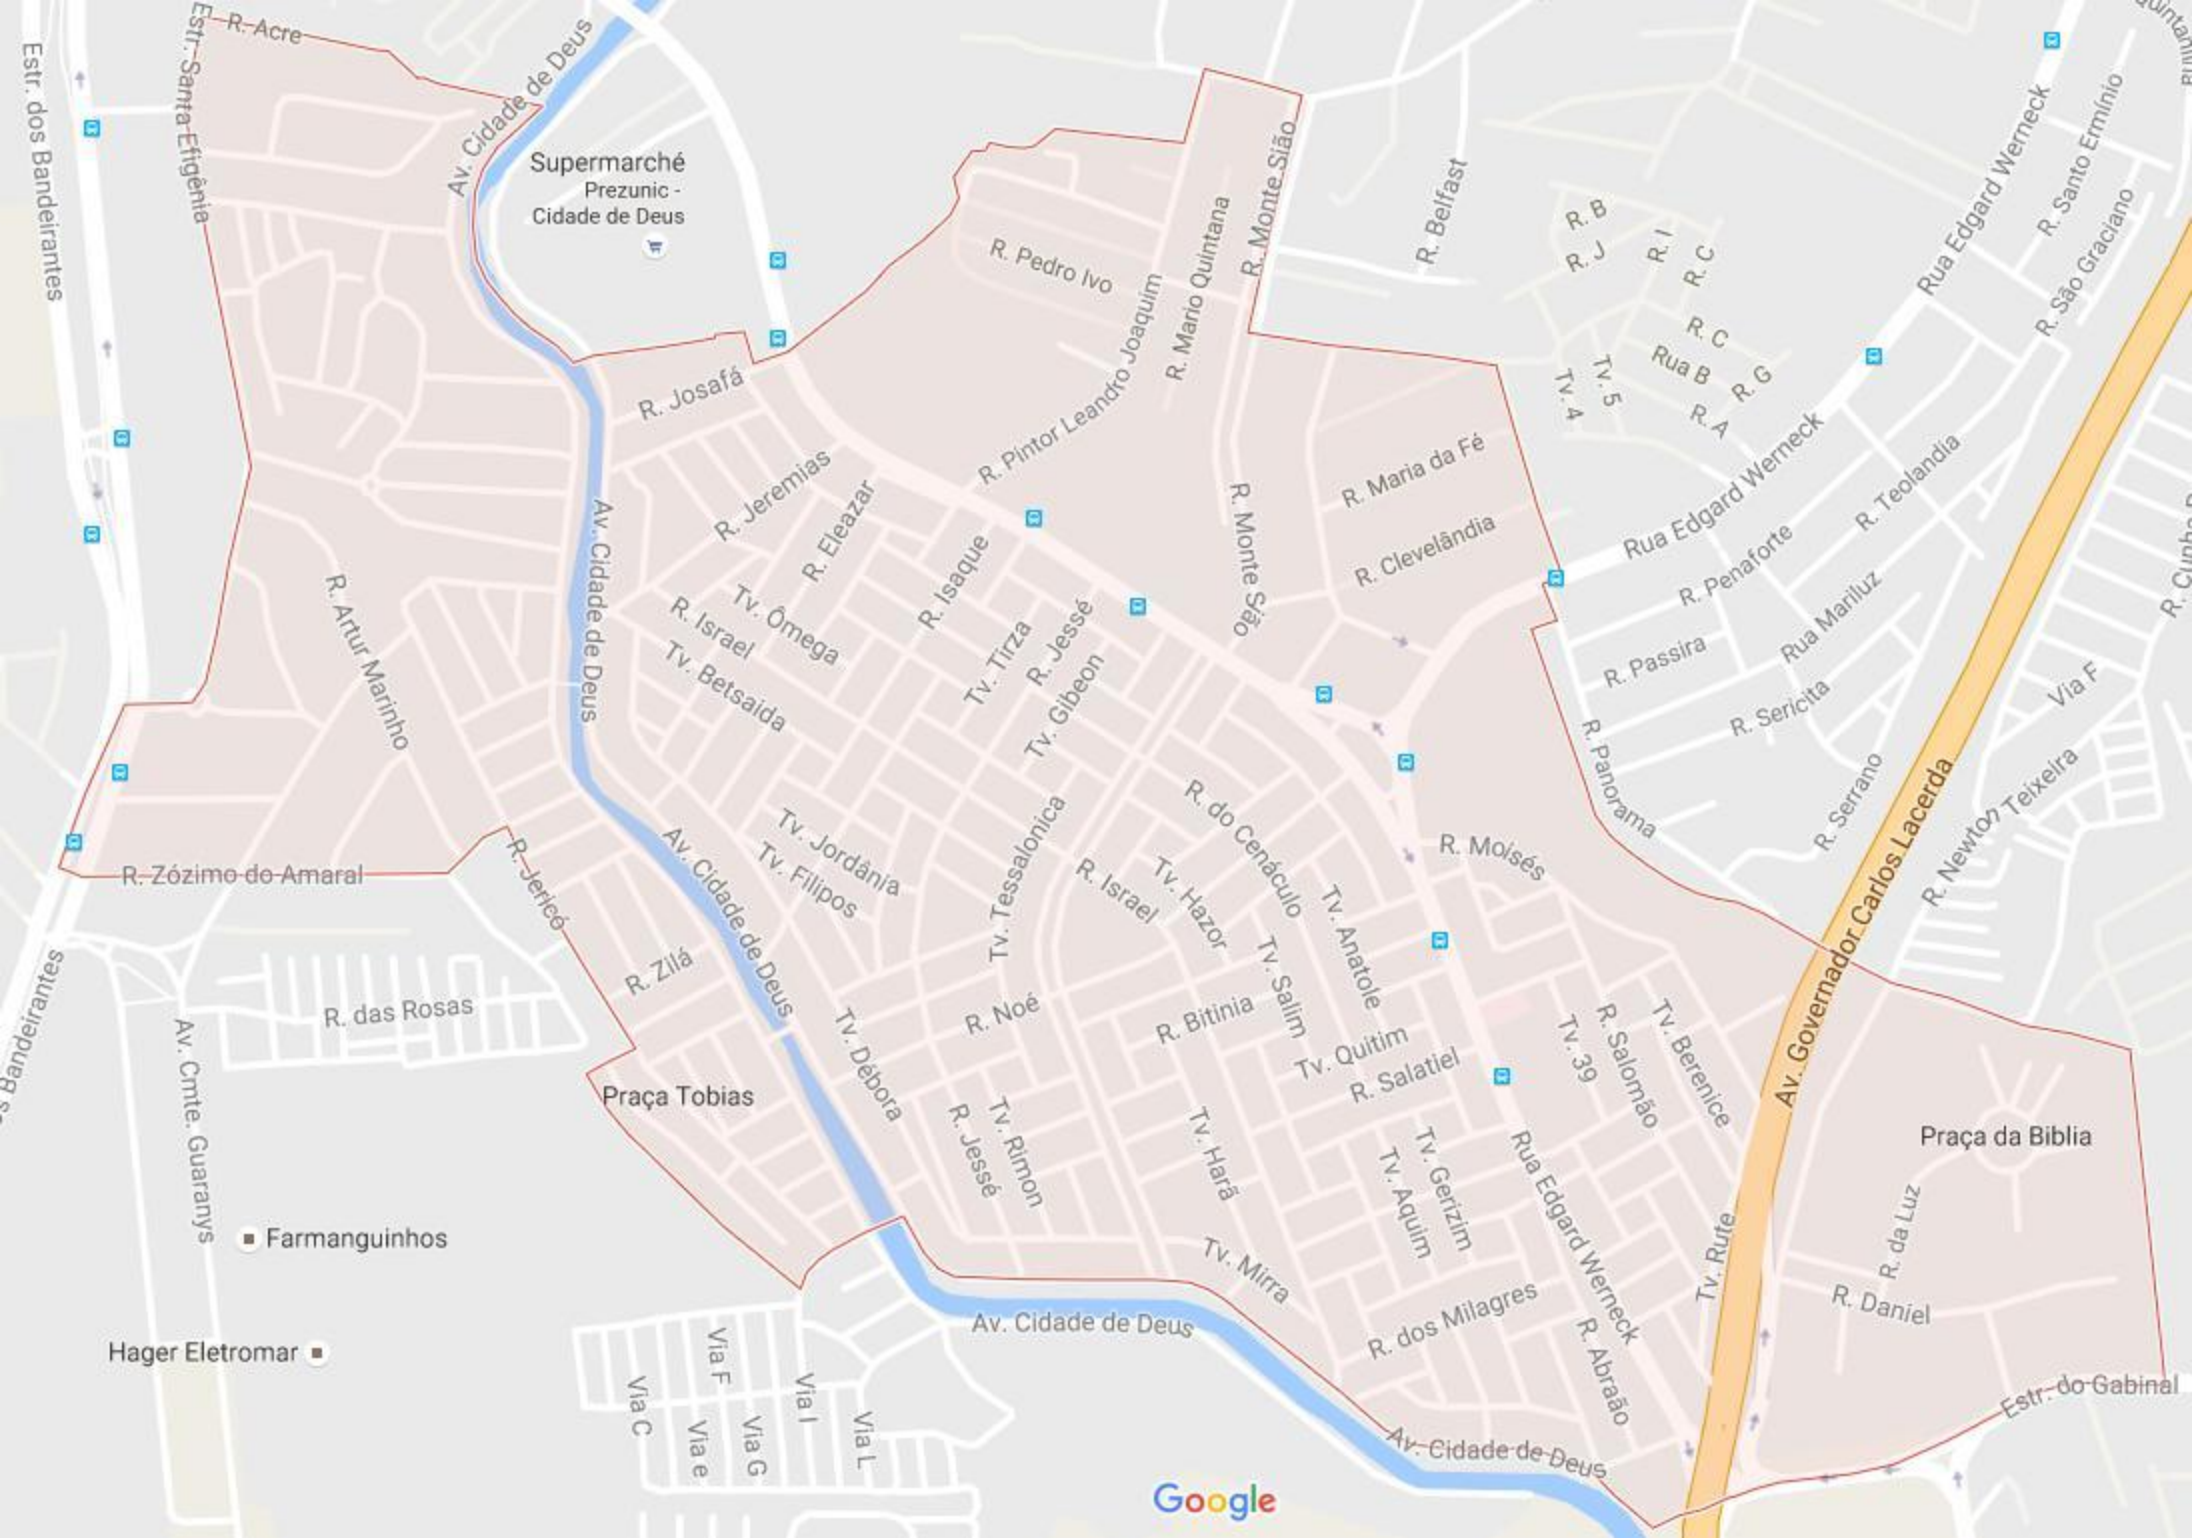 R. Acre
Estr. Santa Efigênia
Estr. dos Bandeirantes
Av. Cidade de Deus
Supermarché
Prezunic -
Cidade de Deus
R. Pedro Ivo
R. Mario Quintana
R. Monte Sião
R. Belfast
R. B
R. J
R. I
R. C
R. C
Rua B
R. G
R. A
Tv. 4
Tv. 5
Rua Edgard Werneck
R. Santo Ermínio
R. São Graciano
R. Josafá
R. Pintor Leandro Joaquim
R. Maria da Fé
R. Clevelândia
R. Monte Sião
Rua Edgard Werneck
R. Teolandia
R. Penaforte
Rua Mariluz
R. Passira
R. Sericita
R. Panorama
R. Serrano
Via F
R. Newton Teixeira
Av. Governador Carlos Lacerda
R. Jeremias
R. Eleazar
R. Isaque
Av. Cidade de Deus
Tv. Ômega
R. Israel
Tv. Betsaida
Tv. Tirza
R. Jessé
Tv. Gibeon
R. Artur Marinho
R. Zózimo do Amaral
R. Jericó
Av. Cidade de Deus
Tv. Jordânia
Tv. Filipos
Tv. Tessalonica
R. do Cenáculo
R. Israel
Tv. Hazor
Tv. Anatole
R. Moisés
R. Zilá
R. das Rosas
Tv. Débora
R. Noé
R. Bitinia
Tv. Salim
Tv. Quitim
R. Salatiel
Tv. 39
R. Salomão
Tv. Berenice
Praça Tobias
R. Jessé
Tv. Rimon
Tv. Harã
Tv. Aquim
Tv. Gerizim
Rua Edgard Werneck
Praça da Biblia
R. da Luz
R. Daniel
Tv. Rute
Bandeirantes
Av. Cmte. Guaranys
Farmanguinhos
Hager Eletromar
Tv. Mirra
Av. Cidade de Deus
R. dos Milagres
R. Abraão
Estr. do Gabinal
Av. Cidade de Deus
Via C
Via F
Via e
Via G
Via I
Via L
Google